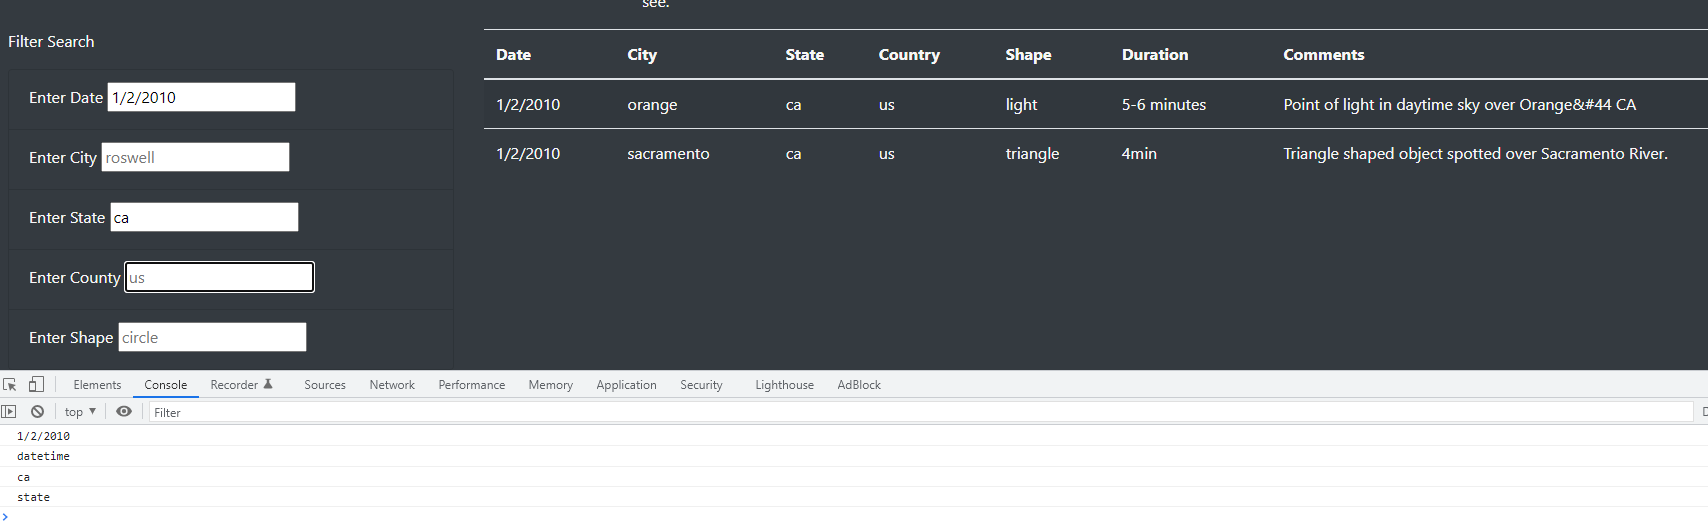 see.
Filter Search
Enter Date 1/2/2010
Enter City roswell
Enter State ca
Enter County us
Enter Shape circle
Date City State Country Shape Duration Comments
1/2/2010 orange ca us light 5-6 minutes Point of light in daytime sky over Orange&#44 CA
1/2/2010 sacramento ca us triangle 4min Triangle shaped object spotted over Sacramento River.
Elements Console Recorder Sources Network Performance Memory Application Security Lighthouse AdBlock
top Filter
1/2/2010
datetime
ca
state